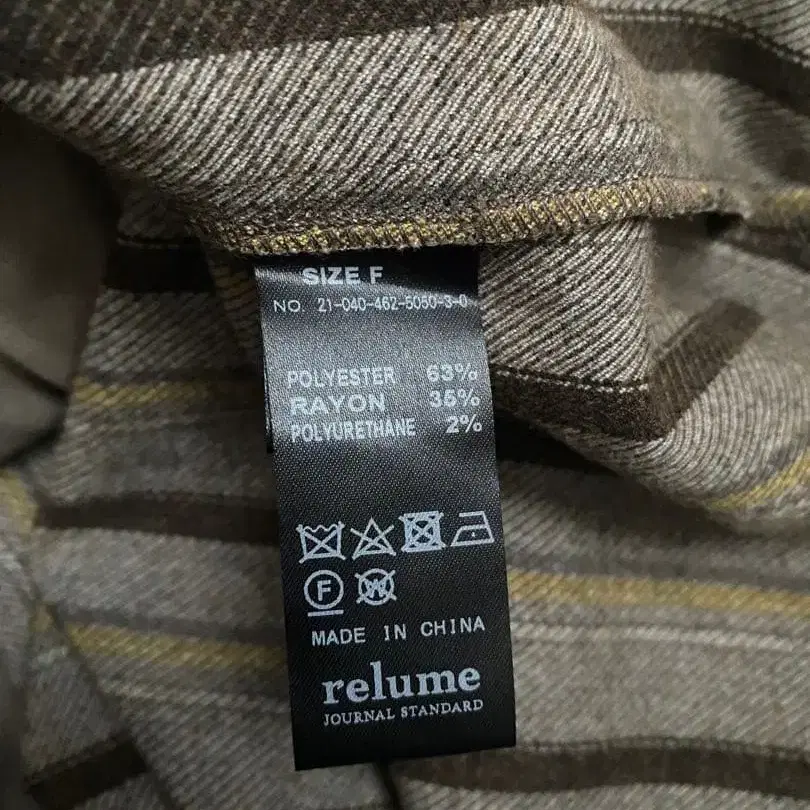 SIZE F
NO. 21-040-462-5050-3-0
POLYESTER 63%
RAYON 35%
POLYURETHANE 2%
F W
MADE IN CHINA
relume
JOURNAL STANDARD